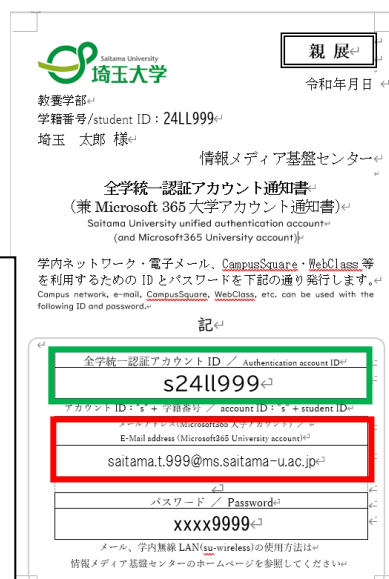 Saitama University
埼玉大学
親 展
令和年月日
教養学部
学籍番号/student ID：24LL999
埼玉 太郎 様
情報メディア基盤センター
全学統一認証アカウント通知書
（兼 Microsoft 365 大学アカウント通知書）
Saitama University unified authentication account
(and Microsoft365 University account)
学内ネットワーク・電子メール、CampusSquare・WebClass 等
を利用するための ID とパスワードを下記の通り発行します。
Campus network, e-mail, CampusSquare, WebClass, etc. can be used with the
following ID and password.
記
全学統一認証アカウント ID ／ Authentication account ID
s24ll999
アカウント ID："s"+ 学籍番号 ／ account ID："s"+ student ID
メールアドレス(Microsoft365 大学アカウント) ／
E-Mail address (Microsoft365 University account)
saitama.t.999@ms.saitama-u.ac.jp
パスワード ／ Password
xxxx9999
メール、学内無線 LAN(su-wireless)の使用方法は
情報メディア基盤センターのホームページを参照してください